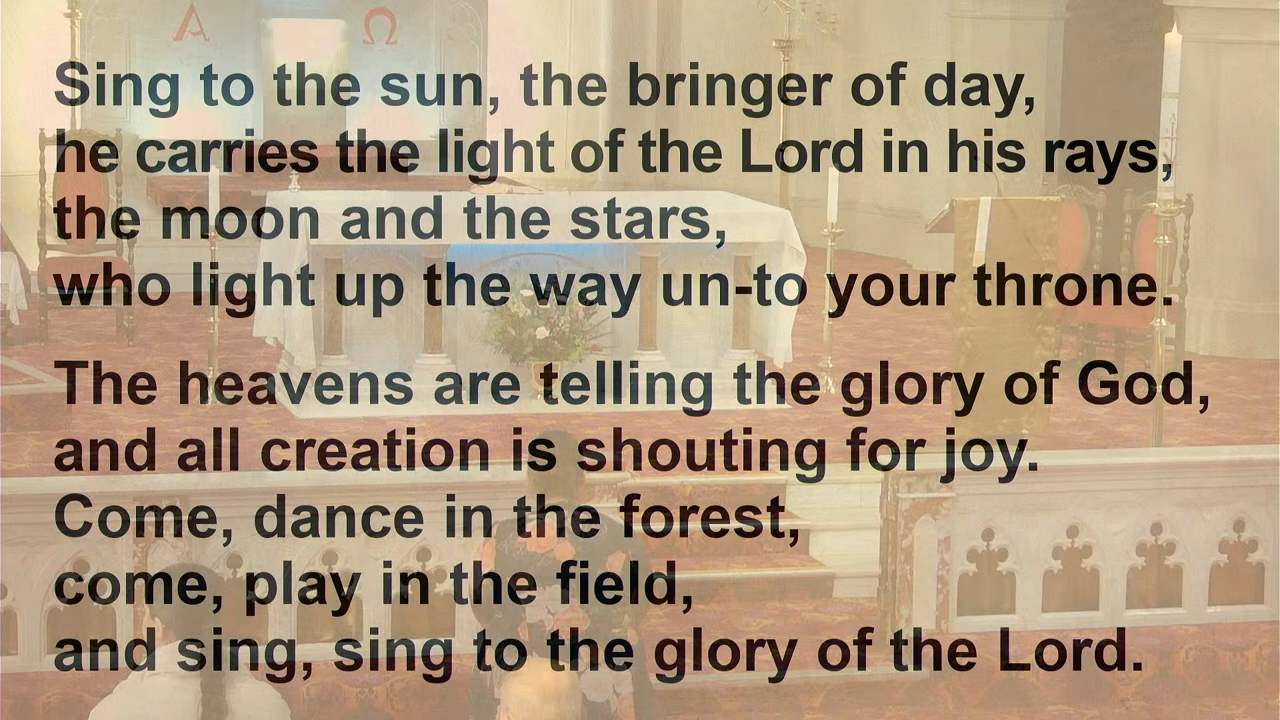 Α Ω
Sing to the sun, the bringer of day,
he carries the light of the Lord in his rays,
the moon and the stars,
who light up the way un-to your throne.
The heavens are telling the glory of God,
and all creation is shouting for joy.
Come, dance in the forest,
come, play in the field,
and sing, sing to the glory of the Lord.